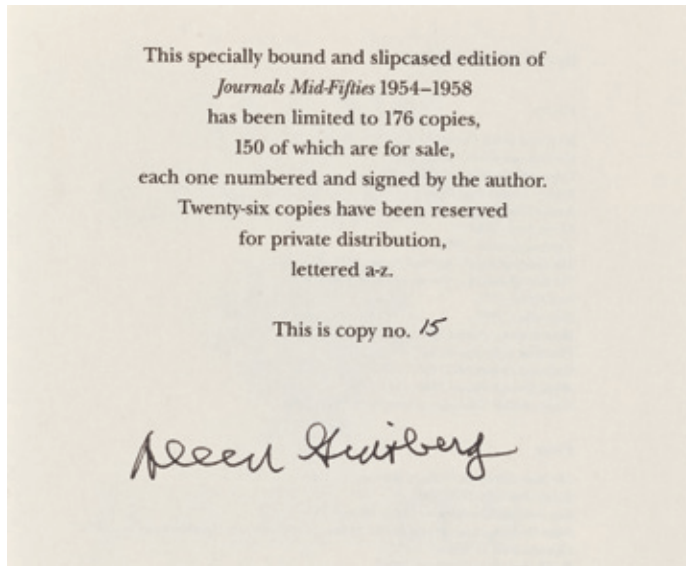 This specially bound and slipcased edition of
Journals Mid-Fifties 1954–1958
has been limited to 176 copies,
150 of which are for sale,
each one numbered and signed by the author.
Twenty-six copies have been reserved
for private distribution,
lettered a-z.
This is copy no. 15
Allen Ginsberg